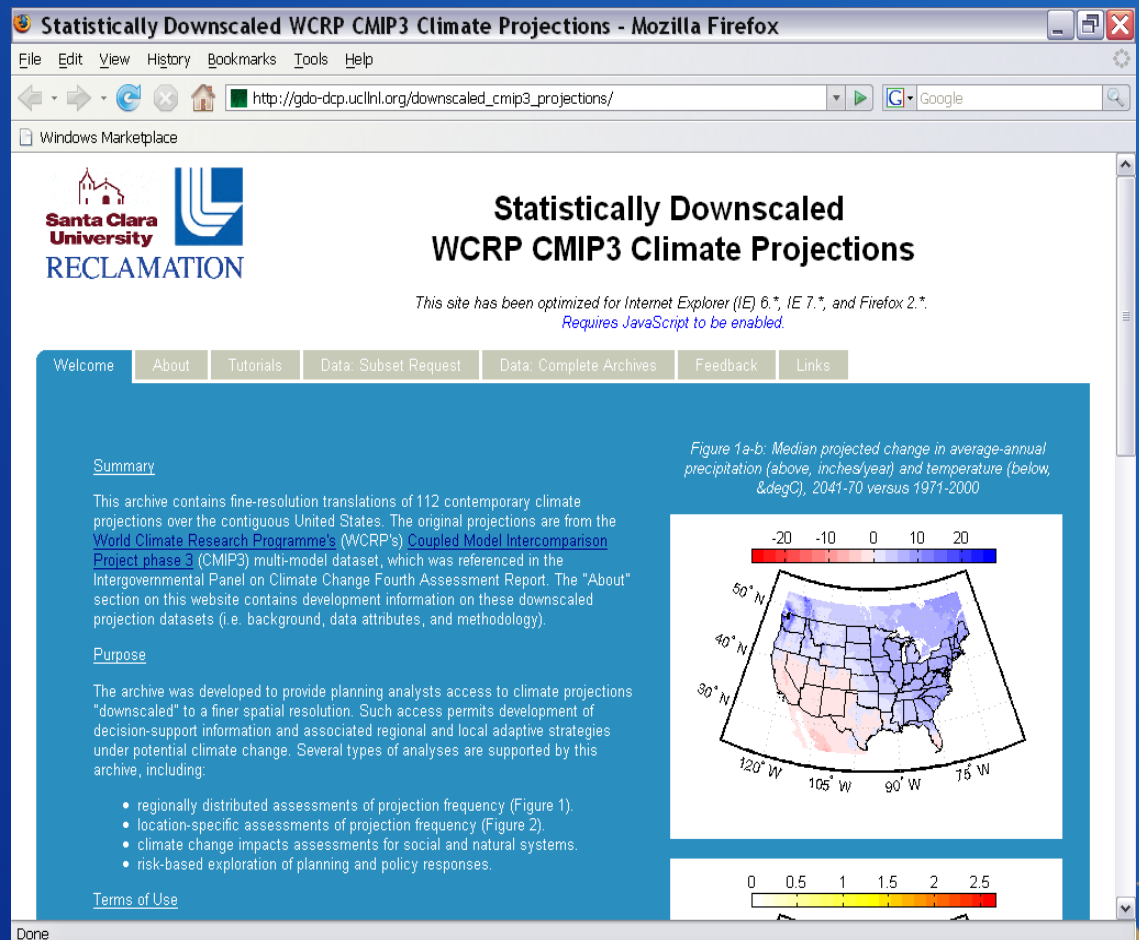 Statistically Downscaled WCRP CMIP3 Climate Projections - Mozilla Firefox
File Edit View History Bookmarks Tools Help
http://gdo-dcp.ucllnl.org/downscaled_cmip3_projections/
G Google
Windows Marketplace
Santa Clara
University
RECLAMATION
Statistically Downscaled
WCRP CMIP3 Climate Projections
This site has been optimized for Internet Explorer (IE) 6.*, IE 7.*, and Firefox 2.*.
Requires JavaScript to be enabled.
Welcome About Tutorials Data: Subset Request Data: Complete Archives Feedback Links
Summary
This archive contains fine-resolution translations of 112 contemporary climate
projections over the contiguous United States. The original projections are from the
World Climate Research Programme's (WCRP's) Coupled Model Intercomparison
Project phase 3 (CMIP3) multi-model dataset, which was referenced in the
Intergovernmental Panel on Climate Change Fourth Assessment Report. The "About"
section on this website contains development information on these downscaled
projection datasets (i.e. background, data attributes, and methodology).
Purpose
The archive was developed to provide planning analysts access to climate projections
"downscaled" to a finer spatial resolution. Such access permits development of
decision-support information and associated regional and local adaptive strategies
under potential climate change. Several types of analyses are supported by this
archive, including:
• regionally distributed assessments of projection frequency (Figure 1).
• location-specific assessments of projection frequency (Figure 2).
• climate change impacts assessments for social and natural systems.
• risk-based exploration of planning and policy responses.
Terms of Use
Figure 1a-b: Median projected change in average-annual
precipitation (above, inches/year) and temperature (below,
&degC), 2041-70 versus 1971-2000
-20 -10 0 10 20
50° N
40° N
30° N
120° W 105° W 90° W 75° W
0 0.5 1 1.5 2 2.5
Done